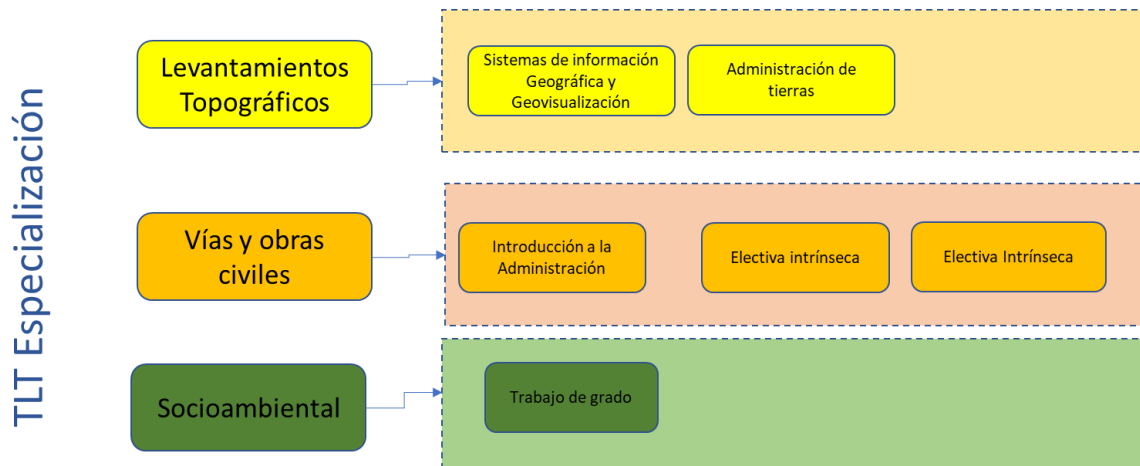 TLT Especialización
Levantamientos
Topográficos
Sistemas de información
Geográfica y
Geovisualización
Administración de
tierras
Vías y obras
civiles
Introducción a la
Administración
Electiva intrínseca
Electiva Intrínseca
Socioambiental
Trabajo de grado